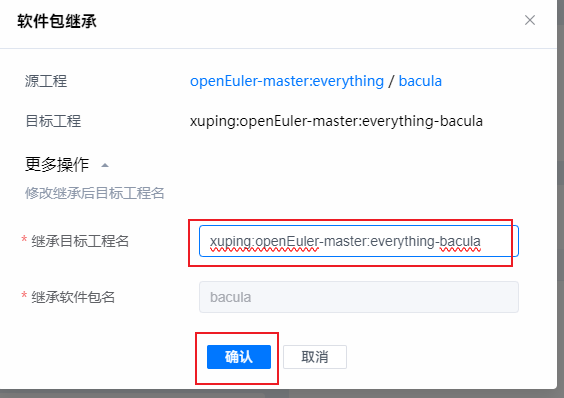 软件包继承
源工程 openEuler-master:everything / bacula
目标工程 xuping:openEuler-master:everything-bacula
更多操作
修改继承后目标工程名
* 继承目标工程名 xuping:openEuler-master:everything-bacula
* 继承软件包名 bacula
确认 取消